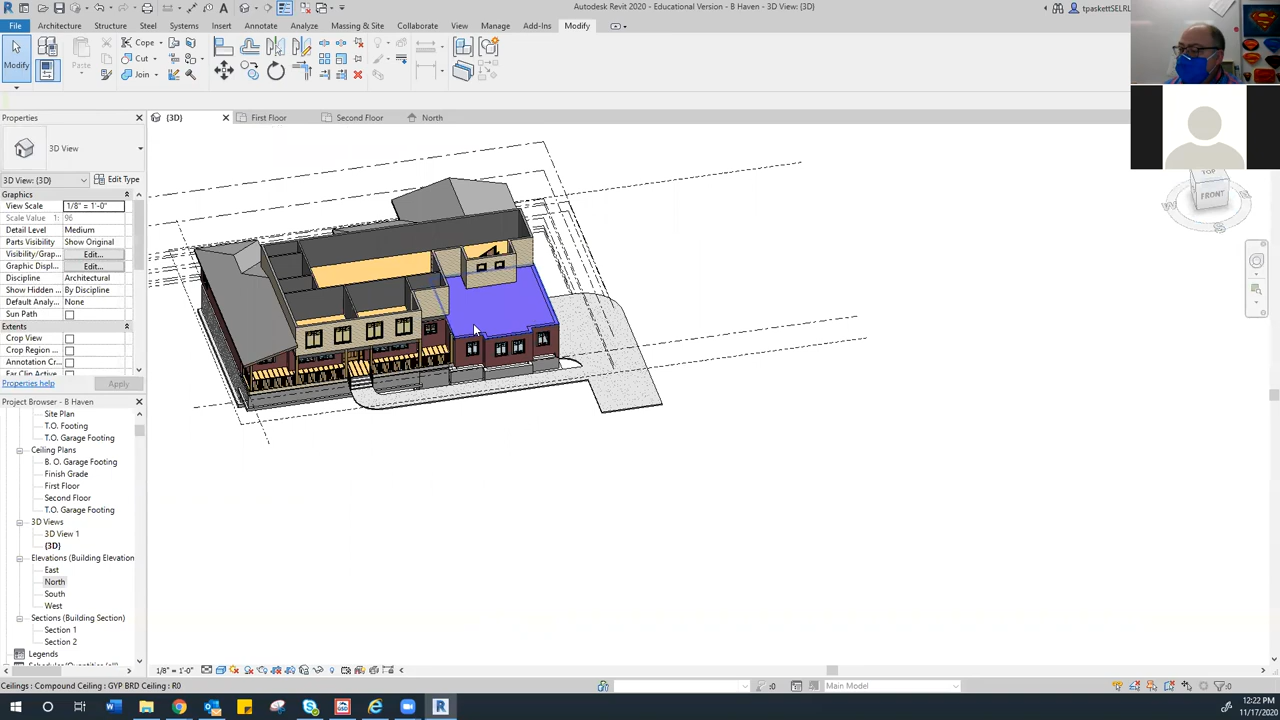 Autodesk Revit 2020 - Educational Version - B Haven - 3D View: {3D}
tpaskettSELRL
File Architecture Structure Steel Systems Insert Annotate Analyze Massing & Site Collaborate View Manage Add-Ins Modify
Modify Paste Cope Cut Join
Properties
{3D} First Floor Second Floor North
3D View
3D View: {3D} Edit Type
Graphics
View Scale 1/8" = 1'-0"
Scale Value 1: 96
Detail Level Medium
Parts Visibility Show Original
Visibility/Grap... Edit...
Graphic Displ... Edit...
Discipline Architectural
Show Hidden ... By Discipline
Default Analy... None
Sun Path
Extents
Crop View
Crop Region ...
Annotation Cr...
Far Clip Active
Properties help Apply
Project Browser - B Haven
Site Plan
T.O. Footing
T.O. Garage Footing
Ceiling Plans
B. O. Garage Footing
Finish Grade
First Floor
Second Floor
T.O. Garage Footing
3D Views
3D View 1
{3D}
Elevations (Building Elevation
East
North
South
West
Sections (Building Section)
Section 1
Section 2
Legends
TOP
FRONT
W
S
E
1/8" = 1'-0"
Ceilings : Compound Ceiling : GYP BRD Ceiling : R0
:0 Main Model :0
12:22 PM
11/17/2020